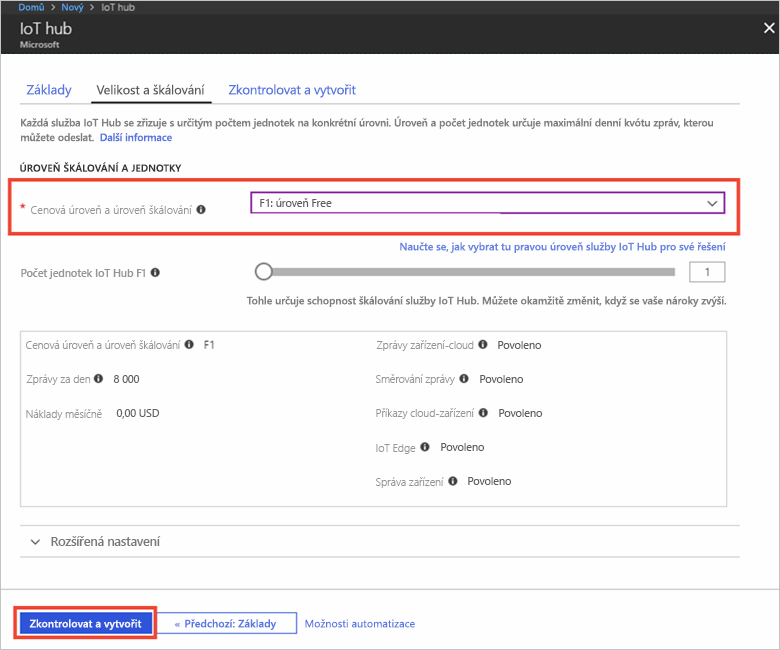 Domů > Nový > IoT hub
IoT hub
Microsoft
Základy Velikost a škálování Zkontrolovat a vytvořit
Každá služba IoT Hub se zřizuje s určitým počtem jednotek na konkrétní úrovni. Úroveň a počet jednotek určuje maximální denní kvótu zpráv, kterou
můžete odeslat. Další informace
ÚROVEŇ ŠKÁLOVÁNÍ A JEDNOTKY
* Cenová úroveň a úroveň škálování F1: úroveň Free
Naučte se, jak vybrat tu pravou úroveň služby IoT Hub pro své řešení
Počet jednotek IoT Hub F1 1
Tohle určuje schopnost škálování služby IoT Hub. Můžete okamžitě změnit, když se vaše nároky zvýší.
Cenová úroveň a úroveň škálování F1 Zprávy zařízení-cloud Povoleno
Zprávy za den 8 000 Směrování zprávy Povoleno
Náklady měsíčně 0,00 USD Příkazy cloud-zařízení Povoleno
IoT Edge Povoleno
Správa zařízení Povoleno
Rozšířená nastavení
Zkontrolovat a vytvořit « Předchozí: Základy Možnosti automatizace